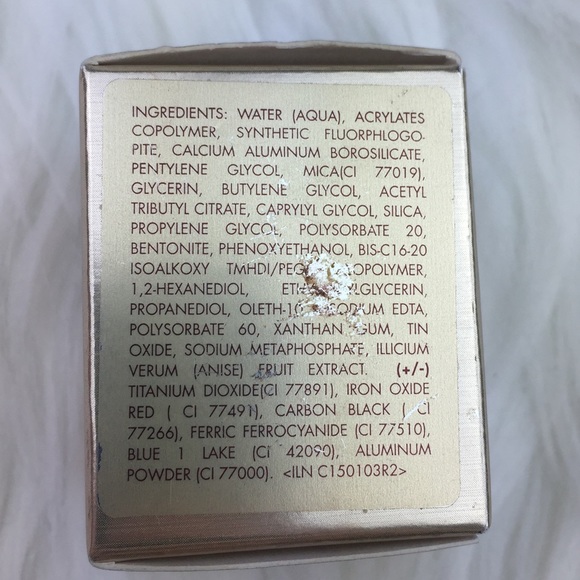 INGREDIENTS: WATER (AQUA), ACRYLATES
COPOLYMER, SYNTHETIC FLUORPHLOGO-
PITE, CALCIUM ALUMINUM BOROSILICATE,
PENTYLENE GLYCOL, MICA(CI 77019),
GLYCERIN, BUTYLENE GLYCOL, ACETYL
TRIBUTYL CITRATE, CAPRYLYL GLYCOL, SILICA,
PROPYLENE GLYCOL, POLYSORBATE 20,
BENTONITE, PHENOXYETHANOL, BIS-C16-20
ISOALKOXY TMHDI/PEG
1,2-HEXANEDIOL,
PROPANEDIOL, EDTA,
POLYSORBATE 60, XANTHAN GUM, TIN
OXIDE, SODIUM METAPHOSPHATE, ILLICIUM
VERUM (ANISE) FRUIT EXTRACT. (+/-)
TITANIUM DIOXIDE(CI 77891), IRON OXIDE
RED ( CI 77491), CARBON BLACK ( CI
77266), FERRIC FERROCYANIDE (CI 77510),
BLUE 1 LAKE (CI 42090), ALUMINUM
POWDER (CI 77000). <ILN C150103R2>